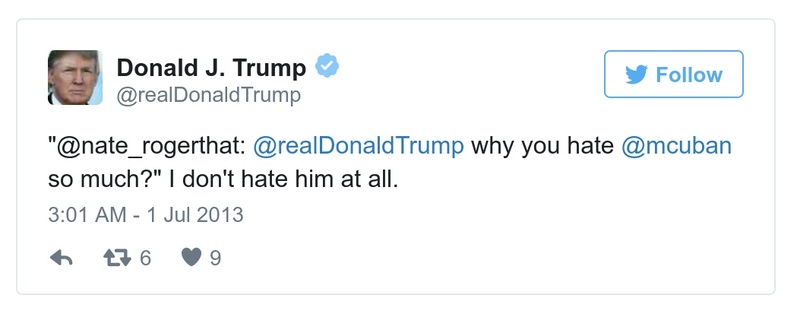 Donald J. Trump
@realDonaldTrump
Follow
"@nate_rogerthat: @realDonaldTrump why you hate @mcuban
so much?" I don't hate him at all.
3:01 AM - 1 Jul 2013
6 9